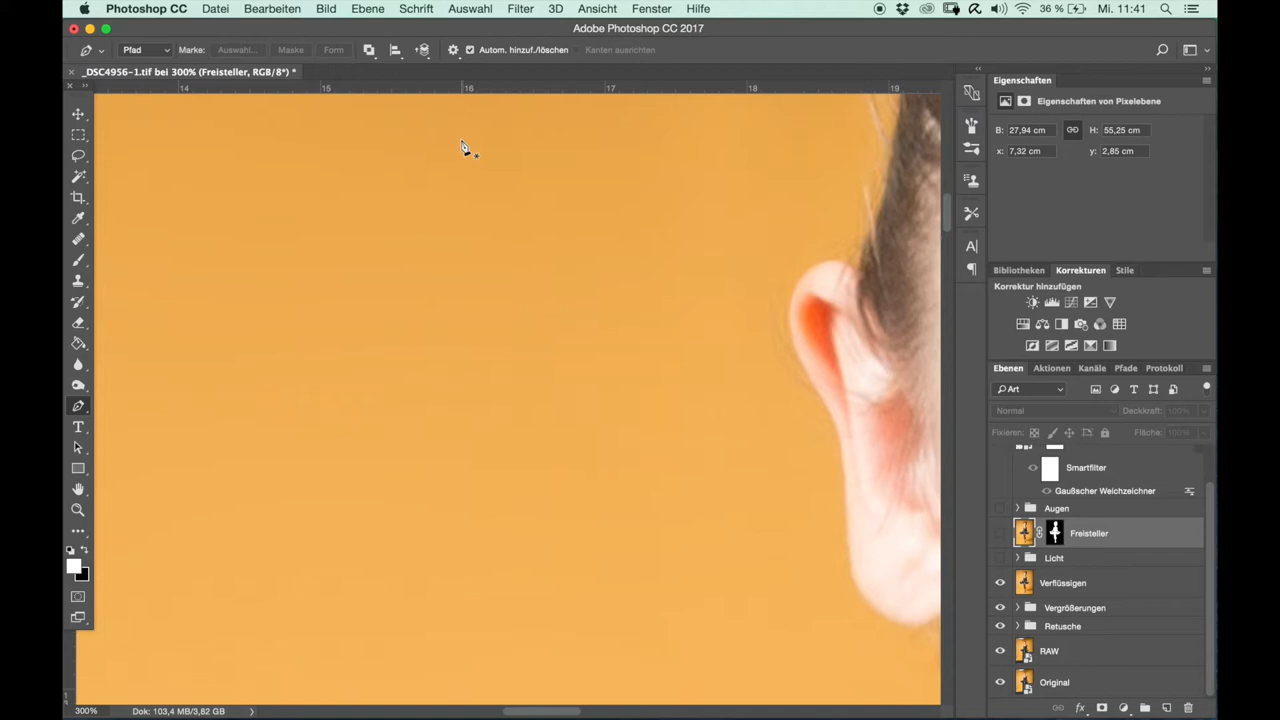 Photoshop CC Datei Bearbeiten Bild Ebene Schrift Auswahl Filter 3D Ansicht Fenster Hilfe 36 % Mi. 11:41
Adobe Photoshop CC 2017
Pfad Marke: Auswahl... Maske Form Autom. hinzuf./löschen Kanten ausrichten
_DSC4956-1.tif bei 300% (Freisteller, RGB/8*) *
14 15 16 17 18 19
Eigenschaften
Eigenschaften von Pixelebene
B: 27,94 cm H: 55,25 cm
x: 7,32 cm y: 2,85 cm
Bibliotheken Korrekturen Stile
Korrektur hinzufügen
Ebenen Aktionen Kanäle Pfade Protokoll
Art
Normal Deckkraft: 100%
Fixieren: Fläche: 100%
Smartfilter
Gaußscher Weichzeichner
Augen
Freisteller
Licht
Verflüssigen
Vergrößerungen
Retusche
RAW
Original
300% Dok: 103,4 MB/3,82 GB